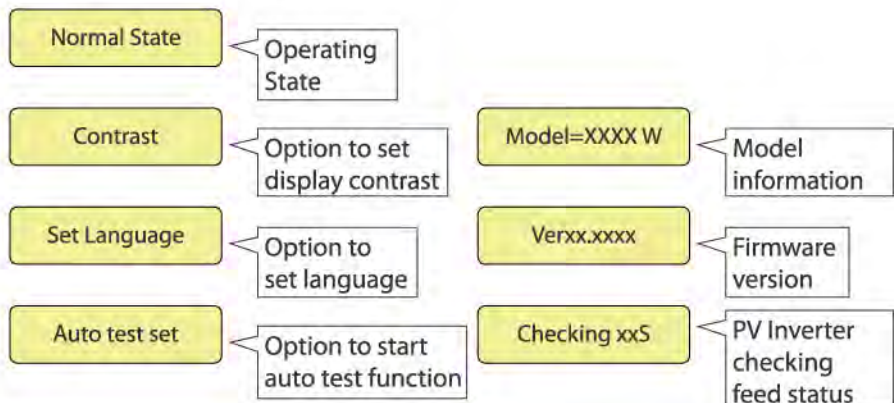 Normal State
Operating
State
Contrast
Option to set
display contrast
Model=XXXX W
Model
information
Set Language
Option to
set language
Verxx.xxxx
Firmware
version
Auto test set
Option to start
auto test function
Checking xxS
PV Inverter
checking
feed status